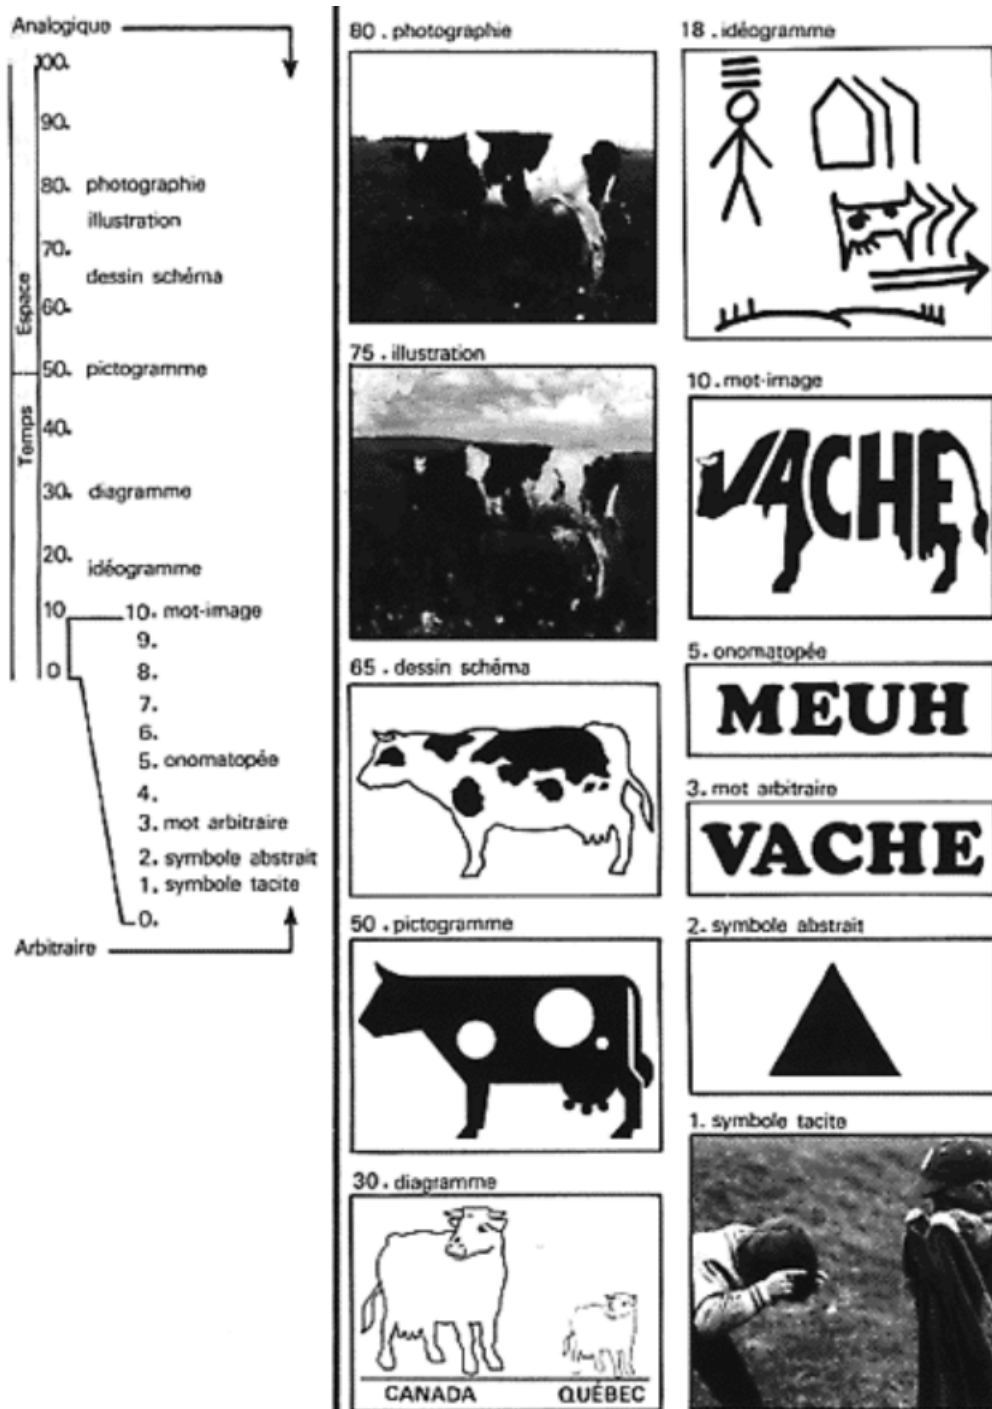 Analogique
100.
90.
80. photographie
illustration
70.
dessin schéma
60.
Espace
50. pictogramme
Temps
40.
30. diagramme
20.
idéogramme
10
10. mot-image
9.
0
8.
7.
6.
5. onomatopée
4.
3. mot arbitraire
2. symbole abstrait
1. symbole tacite
0.
Arbitraire
80. photographie
75. illustration
65. dessin schéma
50. pictogramme
30. diagramme
CANADA QUÉBEC
18. idéogramme
10. mot-image
VACHE
5. onomatopée
MEUH
3. mot arbitraire
VACHE
2. symbole abstrait
1. symbole tacite